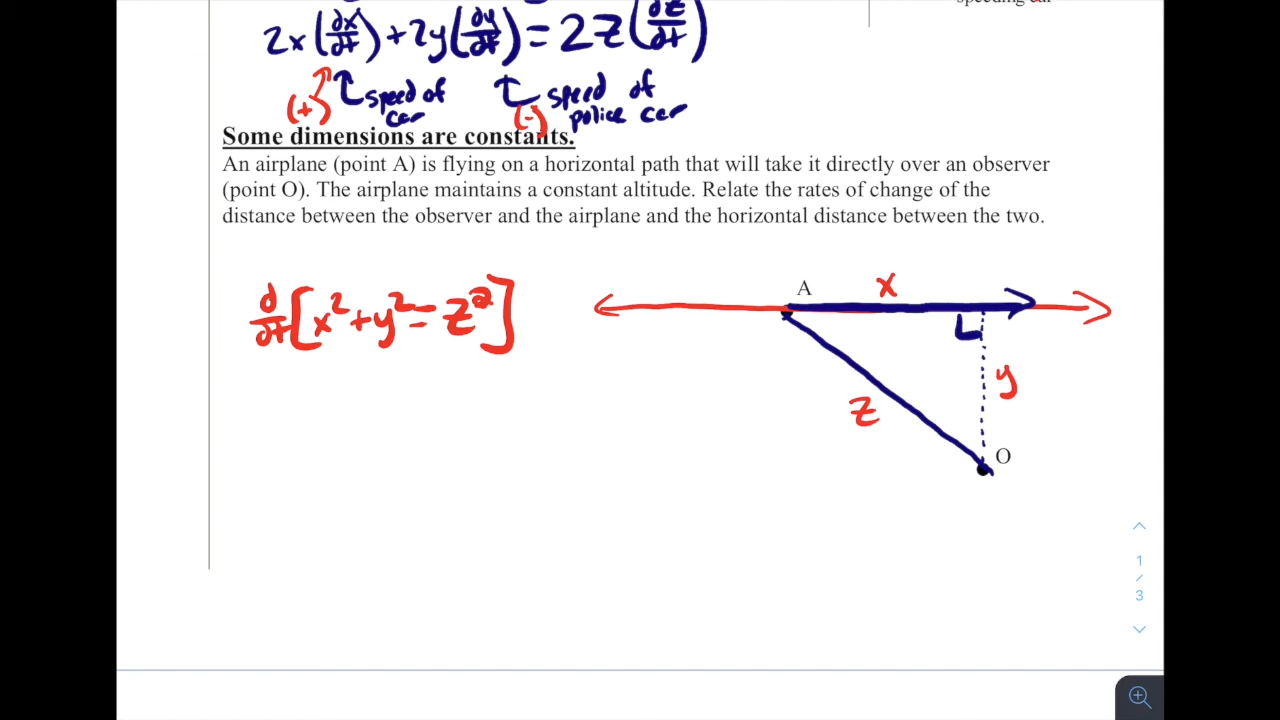 speeding car
2x(dx/dt) + 2y(dy/dt) = 2z(dz/dt)
(+) speed of car (-) speed of police car
Some dimensions are constants.
An airplane (point A) is flying on a horizontal path that will take it directly over an observer
(point O). The airplane maintains a constant altitude. Relate the rates of change of the
distance between the observer and the airplane and the horizontal distance between the two.
d/dt[x²+y²=z²]
A
x
y
z
O
1
/
3